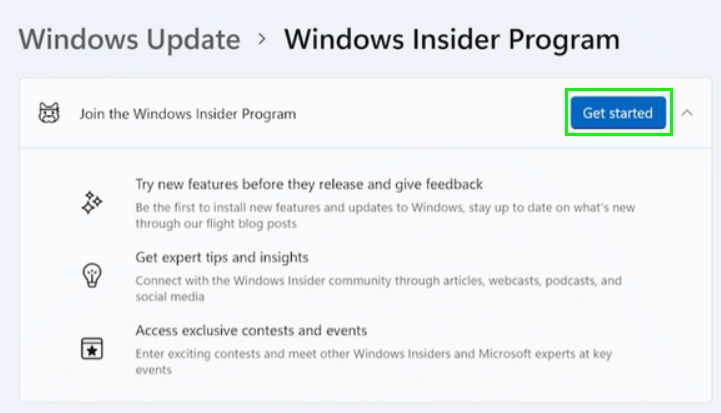 Windows Update > Windows Insider Program
Join the Windows Insider Program
Get started
Try new features before they release and give feedback
Be the first to install new features and updates to Windows, stay up to date on what's new
through our flight blog posts
Get expert tips and insights
Connect with the Windows Insider community through articles, webcasts, podcasts, and
social media
Access exclusive contests and events
Enter exciting contests and meet other Windows Insiders and Microsoft experts at key
events